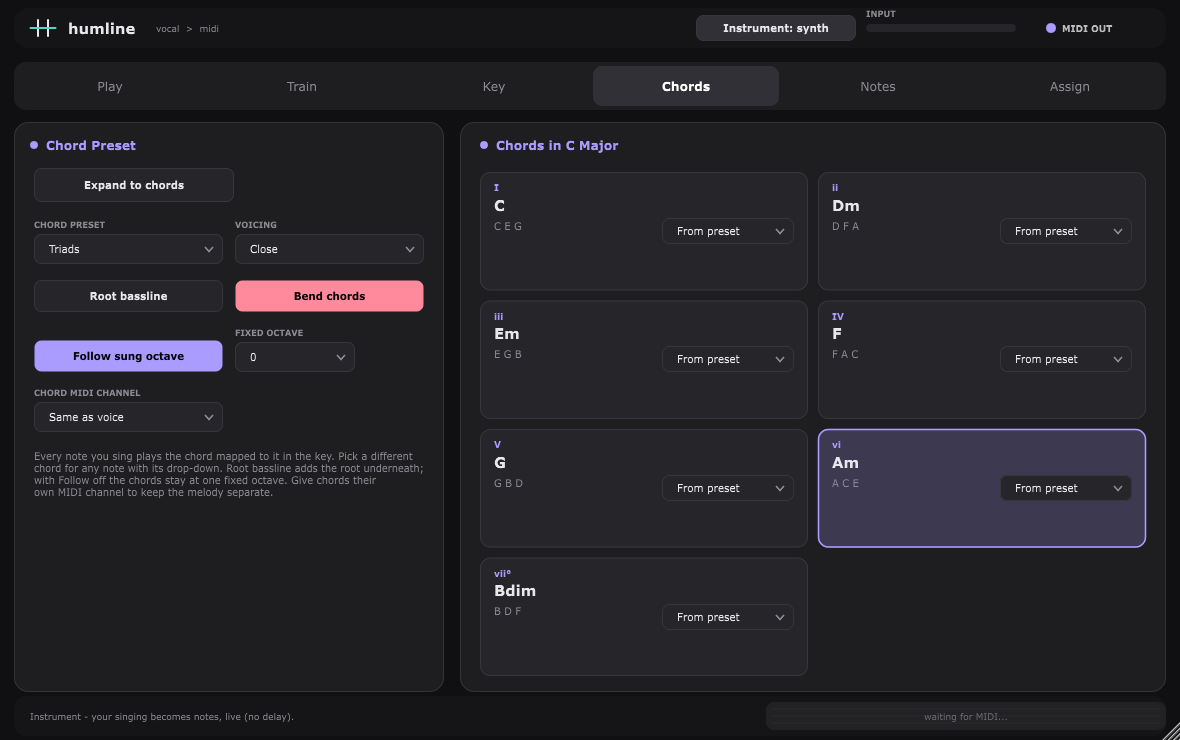 humline
vocal > midi
Instrument: synth
INPUT
MIDI OUT
Play
Train
Key
Chords
Notes
Assign
Chord Preset
Expand to chords
CHORD PRESET
VOICING
Triads
Close
Root bassline
Bend chords
Follow sung octave
FIXED OCTAVE
0
CHORD MIDI CHANNEL
Same as voice
Every note you sing plays the chord mapped to it in the key. Pick a different
chord for any note with its drop-down. Root bassline adds the root underneath;
with Follow off the chords stay at one fixed octave. Give chords their
own MIDI channel to keep the melody separate.
Chords in C Major
I
C
C E G
From preset
ii
Dm
D F A
From preset
iii
Em
E G B
From preset
IV
F
F A C
From preset
V
G
G B D
From preset
vi
Am
A C E
From preset
vii°
Bdim
B D F
From preset
Instrument - your singing becomes notes, live (no delay).
waiting for MIDI...